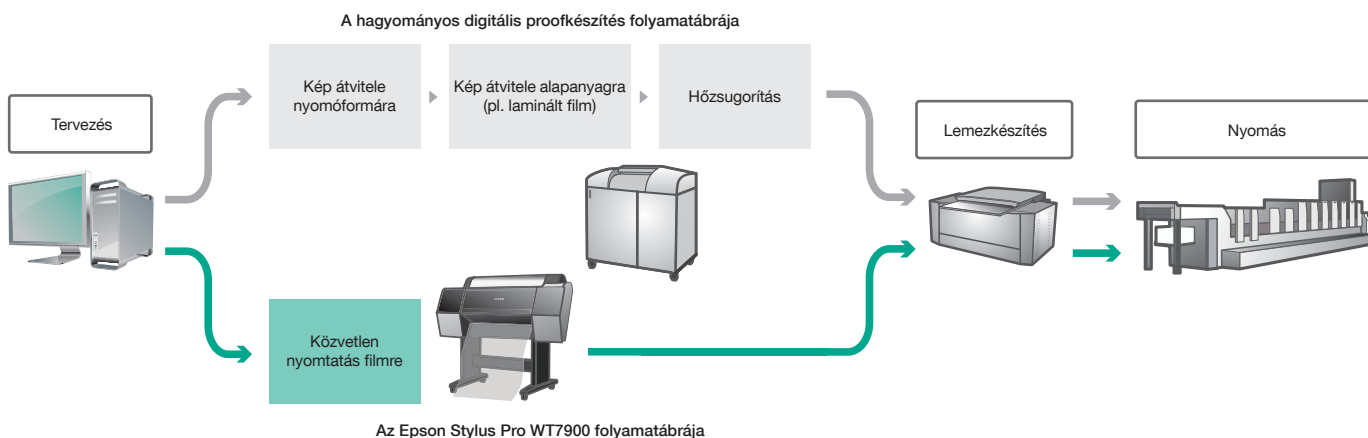 A hagyományos digitális proofkészítés folyamatábrája
Tervezés
Kép átvitele
nyomóformára
Kép átvitele alapanyagra
(pl. laminált film)
Hőzsugorítás
Lemezkészítés
Nyomás
Közvetlen
nyomtatás filmre
EPSON
Az Epson Stylus Pro WT7900 folyamatábrája